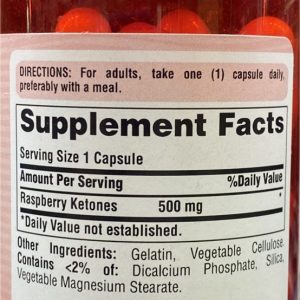 DIRECTIONS: For adults, take one (1) capsule daily,
preferably with a meal.
Supplement Facts
Serving Size 1 Capsule
Amount Per Serving %Daily Value
Raspberry Ketones 500 mg *
*Daily Value not established.
Other Ingredients: Gelatin, Vegetable Cellulose.
Contains <2% of: Dicalcium Phosphate, Silica,
Vegetable Magnesium Stearate.